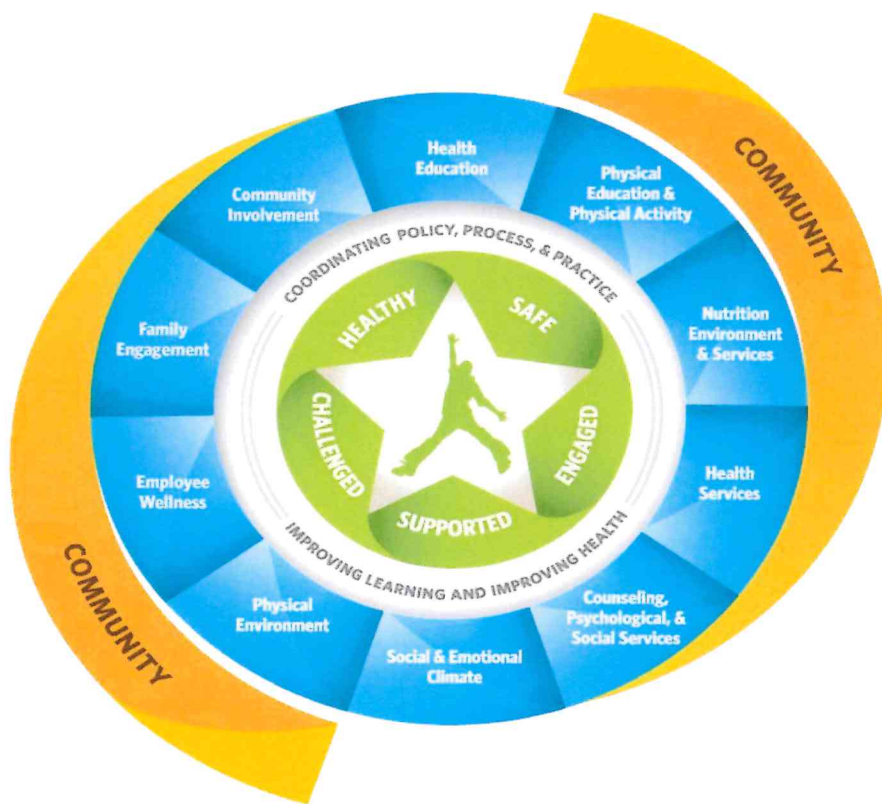 COMMUNITY
Health
Education
Physical
Education &
Physical Activity
Nutrition
Environment
& Services
Health
Services
Counseling,
Psychological, &
Social Services
Social & Emotional
Climate
Physical
Environment
Employee
Wellness
Family
Engagement
Community
Involvement
COORDINATING POLICY, PROCESS, & PRACTICE
IMPROVING LEARNING AND IMPROVING HEALTH
HEALTHY
SAFE
ENGAGED
SUPPORTED
CHALLENGED
COMMUNITY